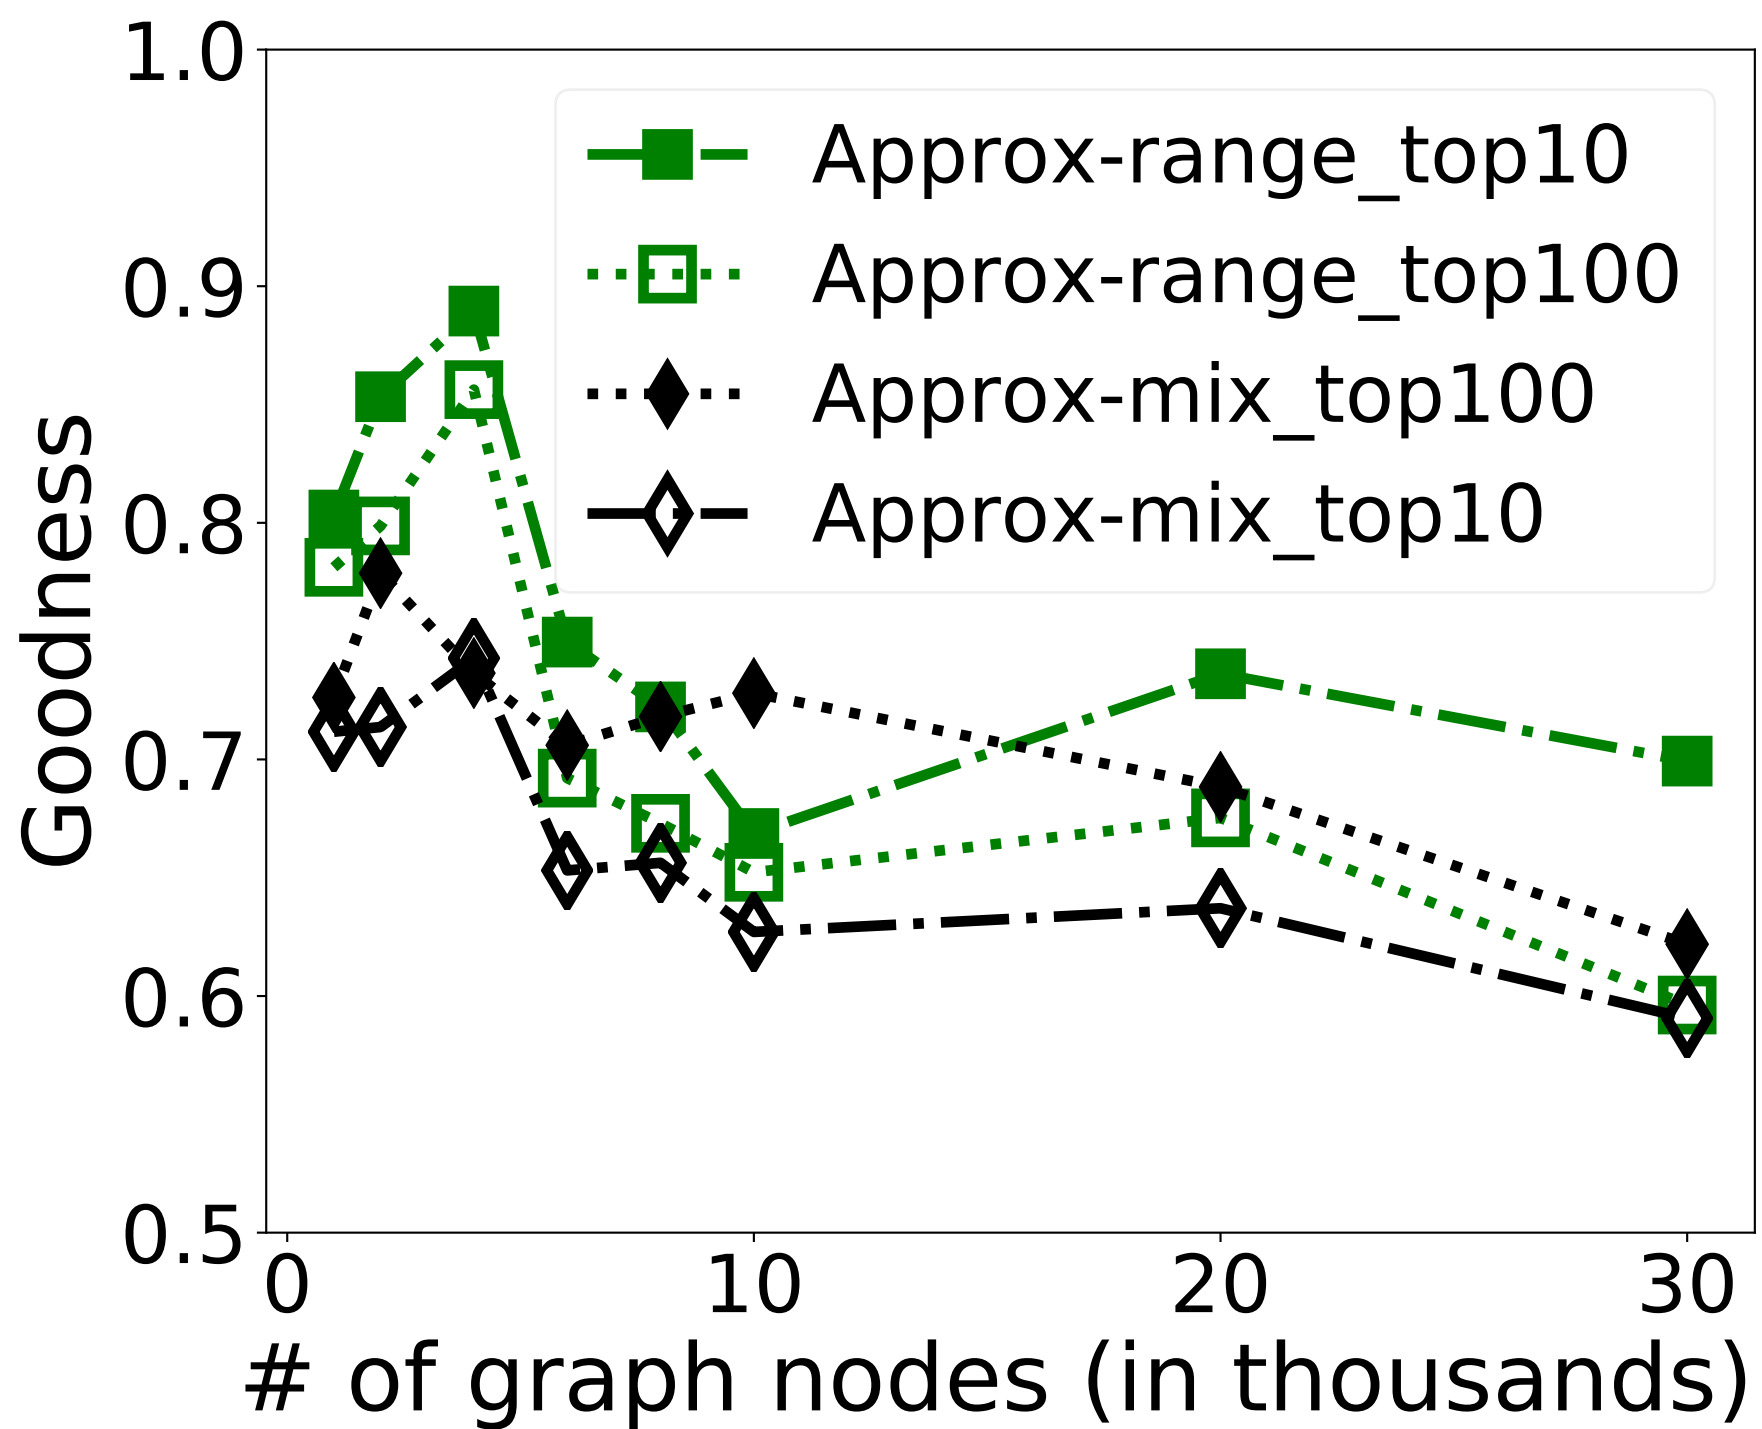 1.0
0.9
0.8
0.7
0.6
0.5
Goodness
Approx-range_top10
Approx-range_top100
Approx-mix_top100
Approx-mix_top10
0 10 20 30
# of graph nodes (in thousands)